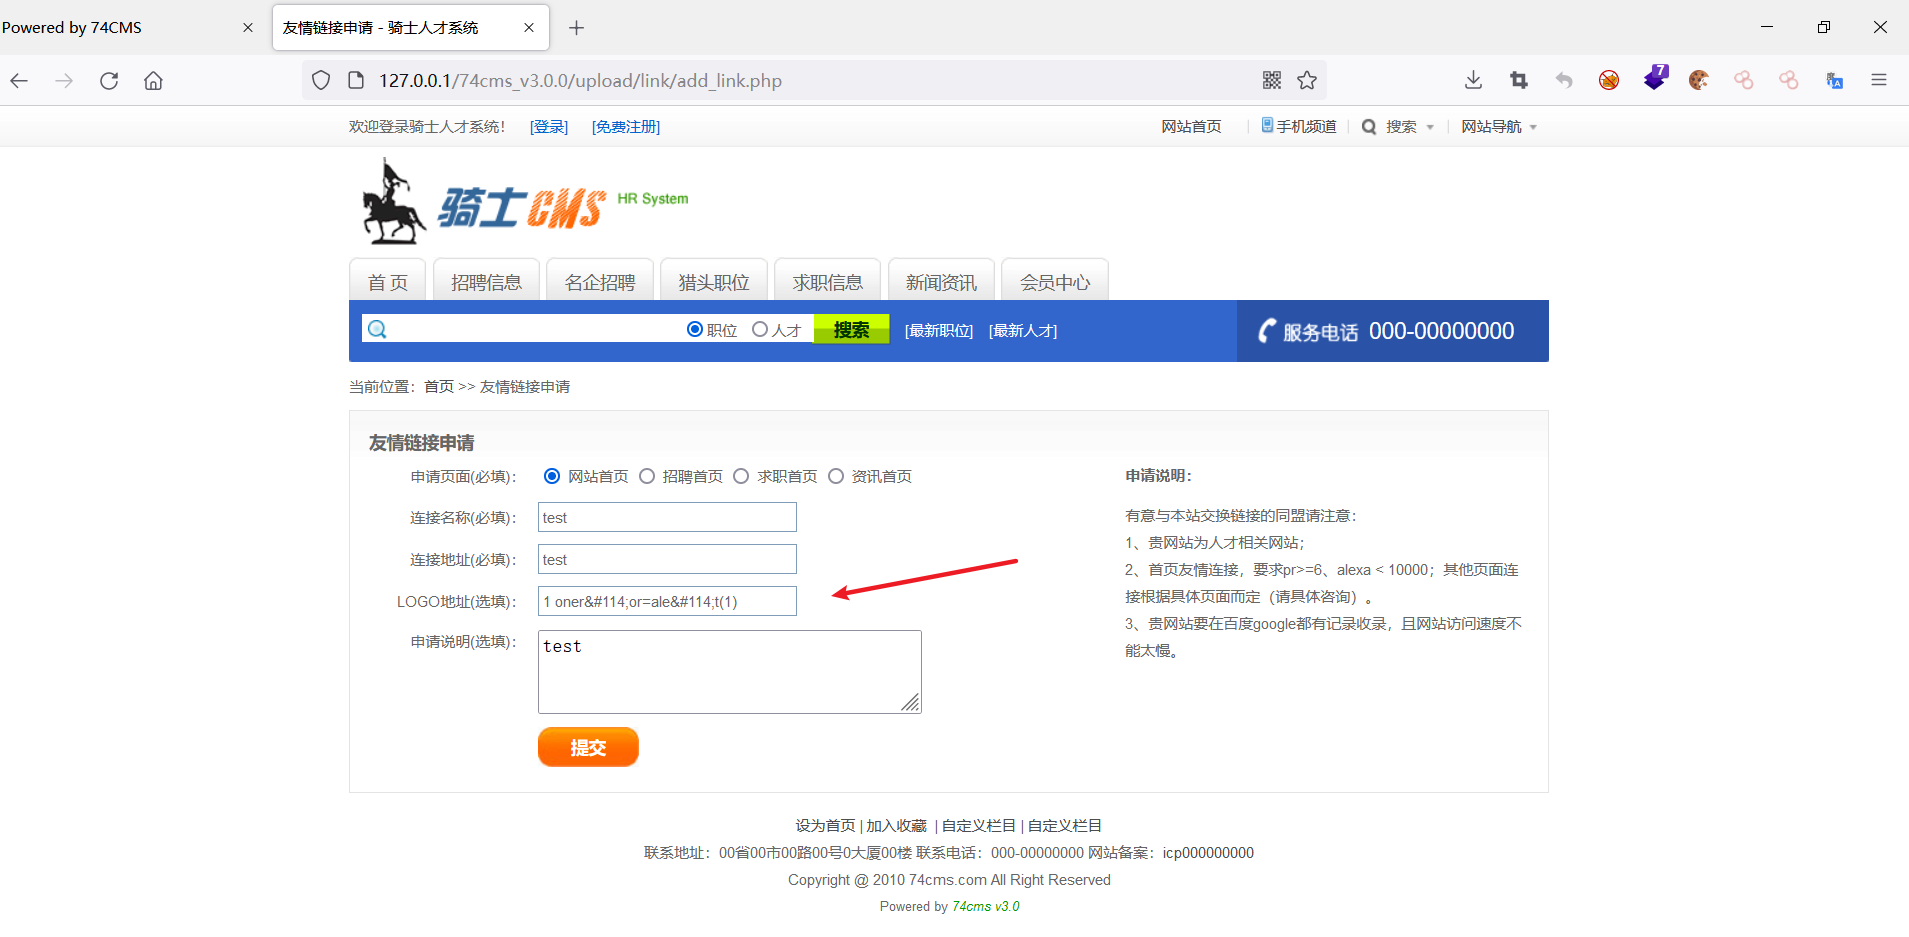 Powered by 74CMS
友情链接申请 - 骑士人才系统
127.0.0.1/74cms_v3.0.0/upload/link/add_link.php
7
欢迎登录骑士人才系统! [登录] [免费注册]
网站首页 手机频道 搜索 网站导航
骑士CMS HR System
首 页 招聘信息 名企招聘 猎头职位 求职信息 新闻资讯 会员中心
职位 人才 搜索 [最新职位] [最新人才] 服务电话 000-00000000
当前位置：首页 >> 友情链接申请
友情链接申请
申请页面(必填)： 网站首页 招聘首页 求职首页 资讯首页
连接名称(必填)： test
连接地址(必填)： test
LOGO地址(选填)： 1 oner&#114;or=ale&#114;t(1)
申请说明(选填)： test
提交
申请说明：
有意与本站交换链接的同盟请注意：
1、贵网站为人才相关网站；
2、首页友情连接，要求pr>=6、alexa < 10000；其他页面连
接根据具体页面而定（请具体咨询）。
3、贵网站要在百度google都有记录收录，且网站访问速度不
能太慢。
设为首页 | 加入收藏 | 自定义栏目 | 自定义栏目
联系地址：00省00市00路00号0大厦00楼 联系电话：000-00000000 网站备案：icp000000000
Copyright @ 2010 74cms.com All Right Reserved
Powered by 74cms v3.0